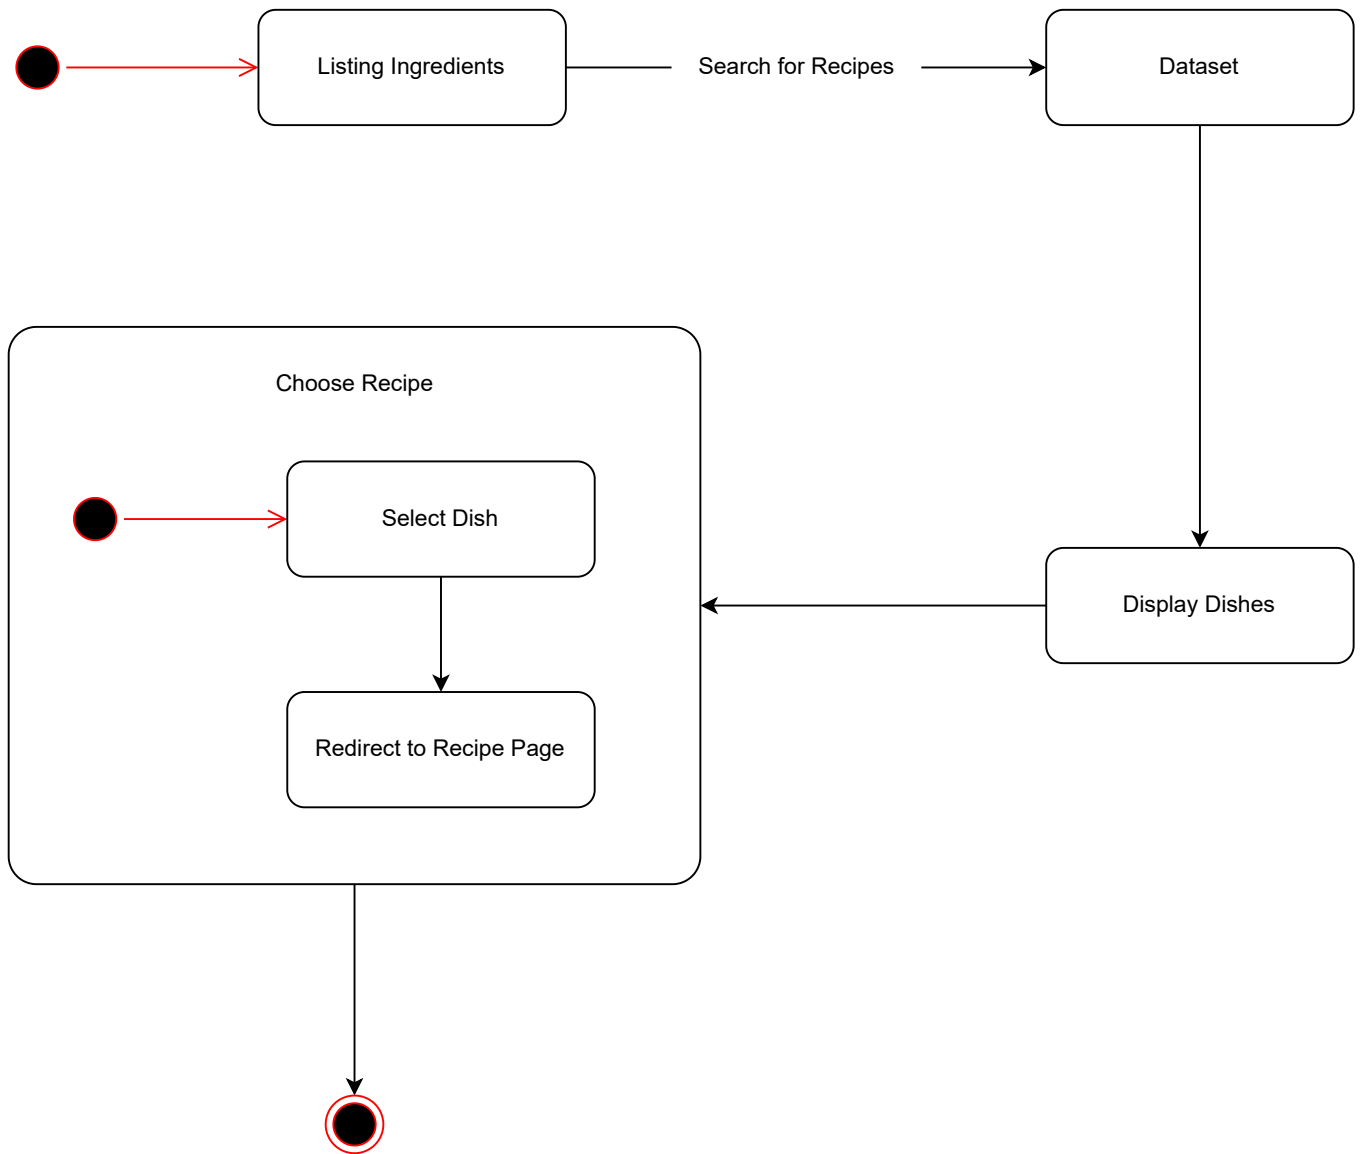 Listing Ingredients
Search for Recipes
Dataset
Choose Recipe
Select Dish
Display Dishes
Redirect to Recipe Page